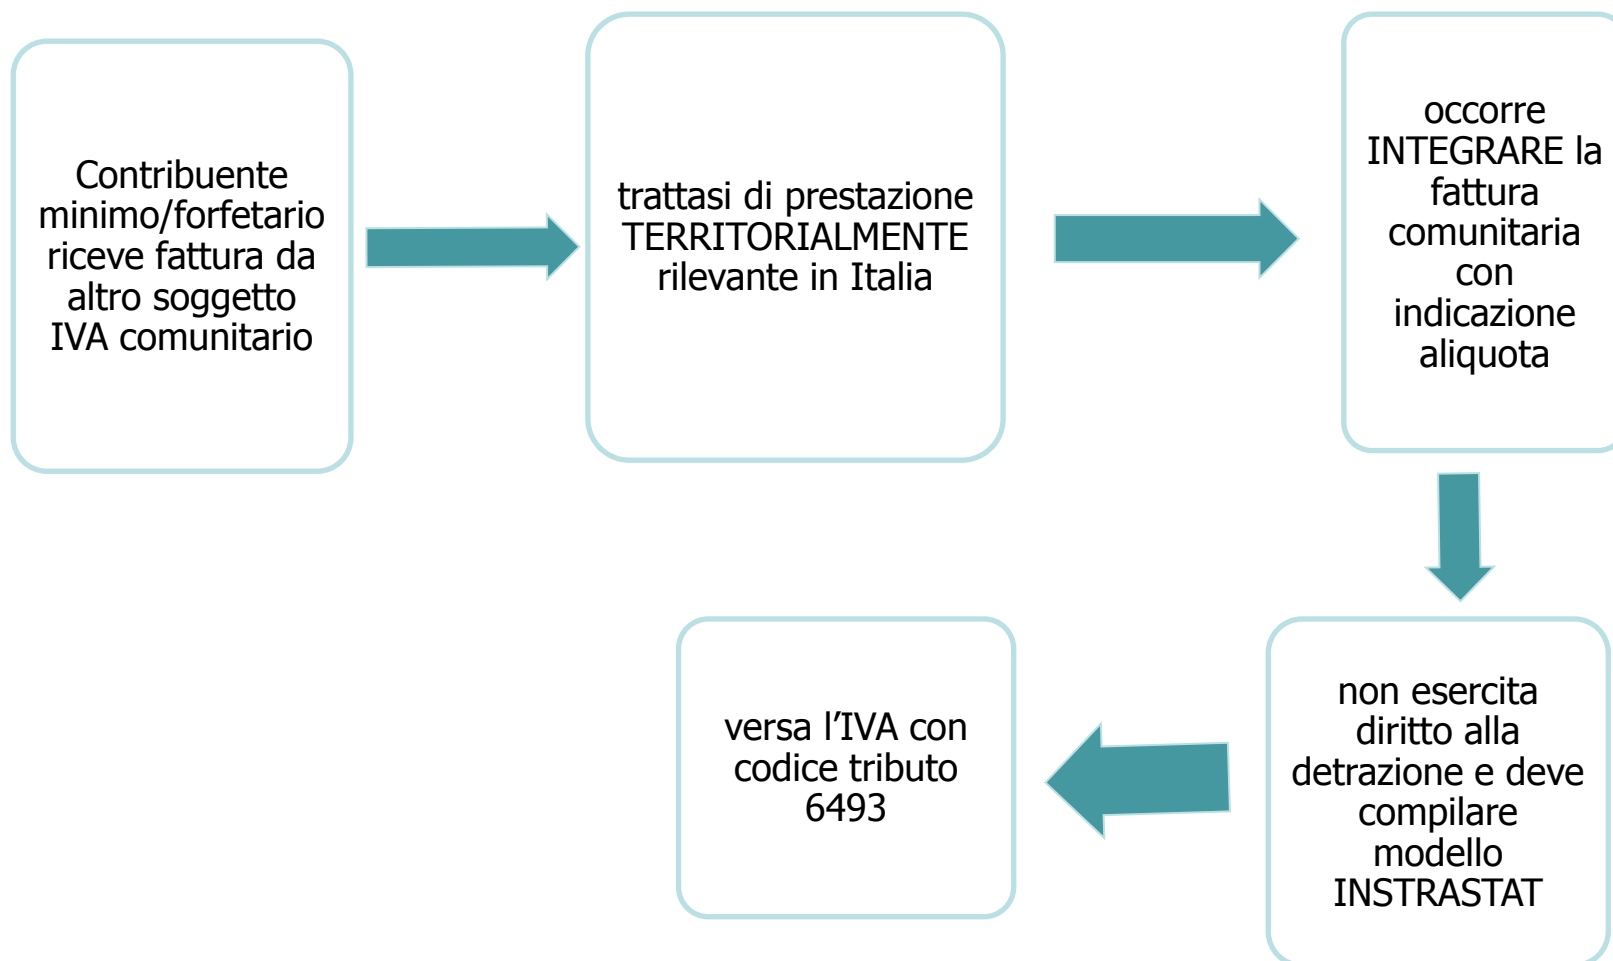 Contribuente
minimo/forfetario
riceve fattura da
altro soggetto
IVA comunitario
trattasi di prestazione
TERRITORIALMENTE
rilevante in Italia
occorre
INTEGRARE la
fattura
comunitaria
con
indicazione
aliquota
non esercita
diritto alla
detrazione e deve
compilare
modello
INSTRASTAT
versa l’IVA con
codice tributo
6493